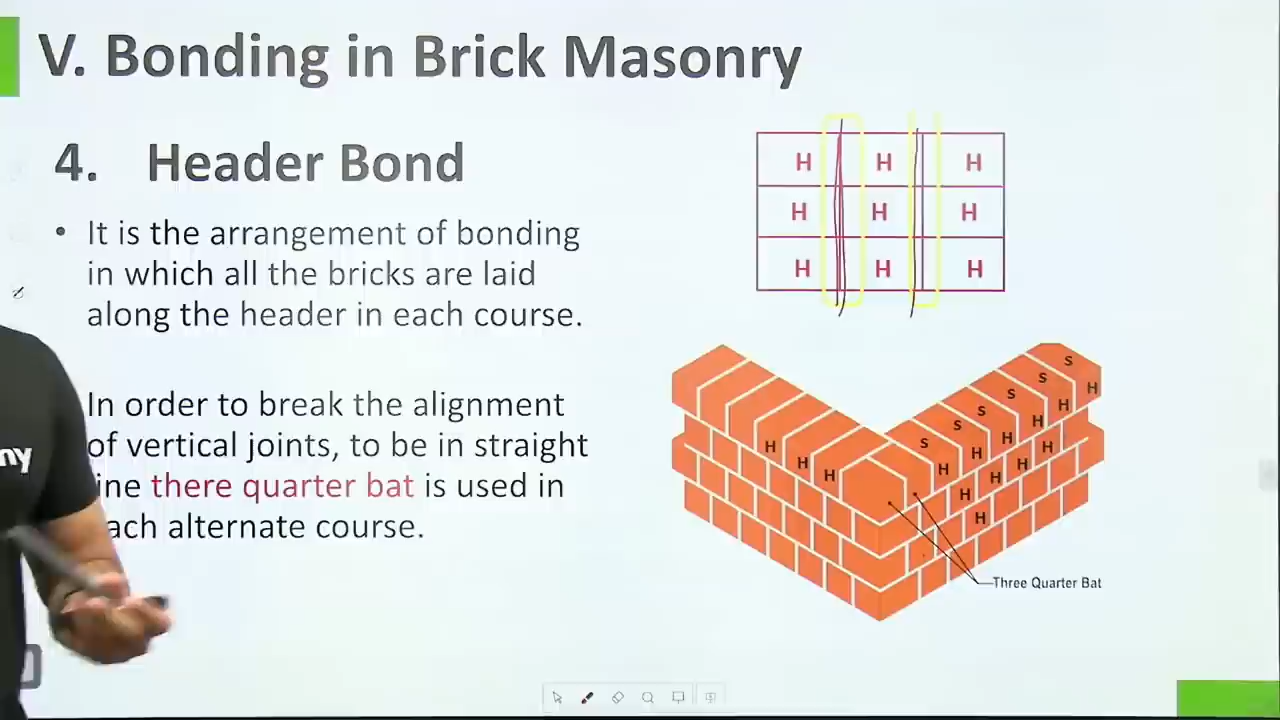 V. Bonding in Brick Masonry
4. Header Bond
• It is the arrangement of bonding
in which all the bricks are laid
along the header in each course.
In order to break the alignment
of vertical joints, to be in straight
line there quarter bat is used in
each alternate course.
ny
H H H
H H H
H H H
S
S H
S H
S H
S H
S H H
H H H
H H H
H
Three Quarter Bat